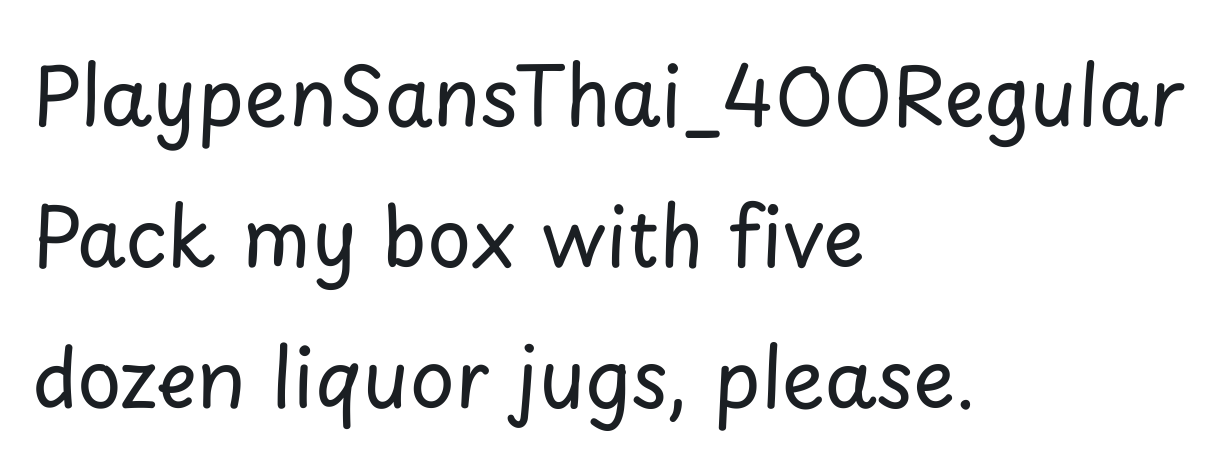 PlaypenSansThai_400Regular
Pack my box with five
dozen liquor jugs, please.